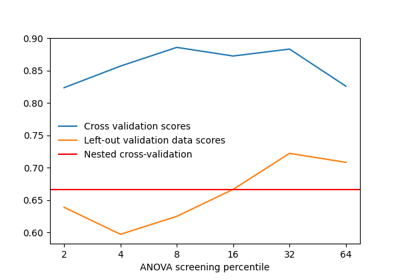 0.90
0.85
0.80
0.75
0.70
0.65
0.60
Cross validation scores
Left-out validation data scores
Nested cross-validation
2 4 8 16 32 64
ANOVA screening percentile